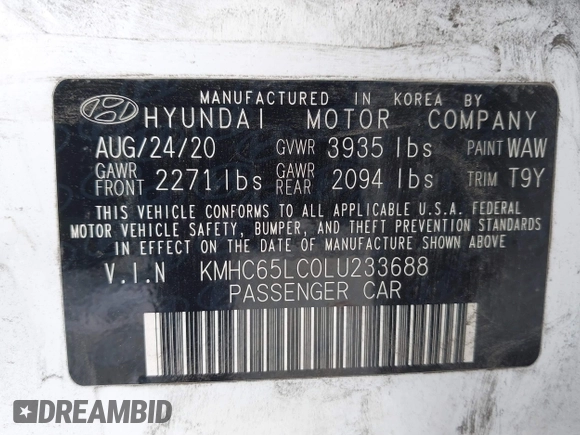 MANUFACTURED IN KOREA BY
HYUNDAI MOTOR COMPANY
AUG/24/20 GVWR 3935 lbs PAINT WAW
GAWR FRONT 2271 lbs GAWR REAR 2094 lbs TRIM T9Y
THIS VEHICLE CONFORMS TO ALL APPLICABLE U.S.A. FEDERAL
MOTOR VEHICLE SAFETY, BUMPER, AND THEFT PREVENTION STANDARDS
IN EFFECT ON THE DATE OF MANUFACTURE SHOWN ABOVE.
V.I.N KMHC65LC0LU233688
PASSENGER CAR
DREAMBID